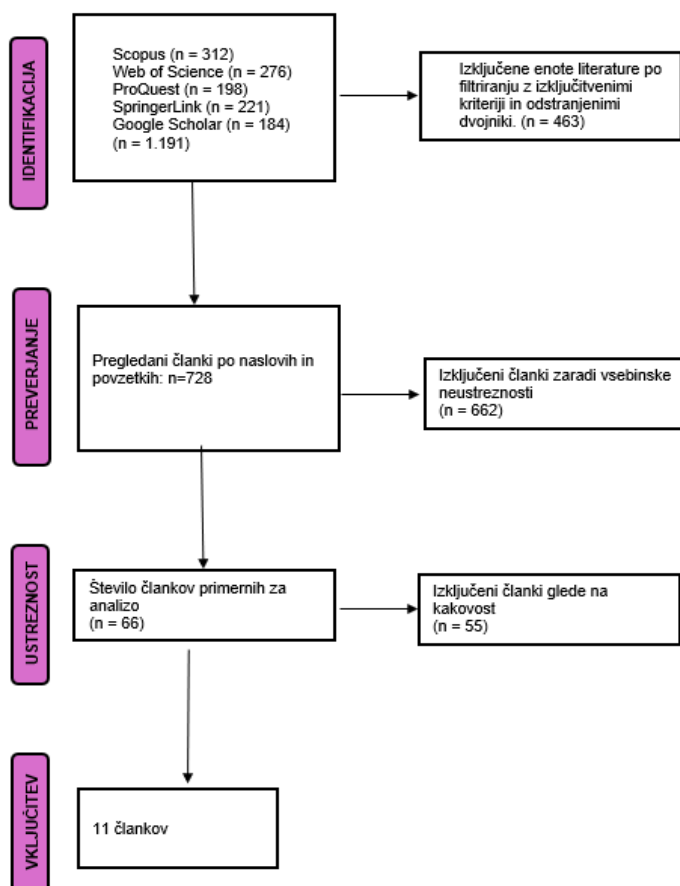 IDENTIFIKACIJA
Scopus (n = 312)
Web of Science (n = 276)
ProQuest (n = 198)
SpringerLink (n = 221)
Google Scholar (n = 184)
(n = 1.191)
Izključene enote literature po
filtriranju z izključitvenimi
kriteriji in odstranjenimi
dvojniki. (n = 463)
PREVERJANJE
Pregledani članki po naslovih in
povzetkih: n=728
Izključeni članki zaradi vsebinske
neustreznosti
(n = 662)
USTREZNOST
Število člankov primernih za
analizo
(n = 66)
Izključeni članki glede na
kakovost
(n = 55)
VKLJUČITEV
11 člankov